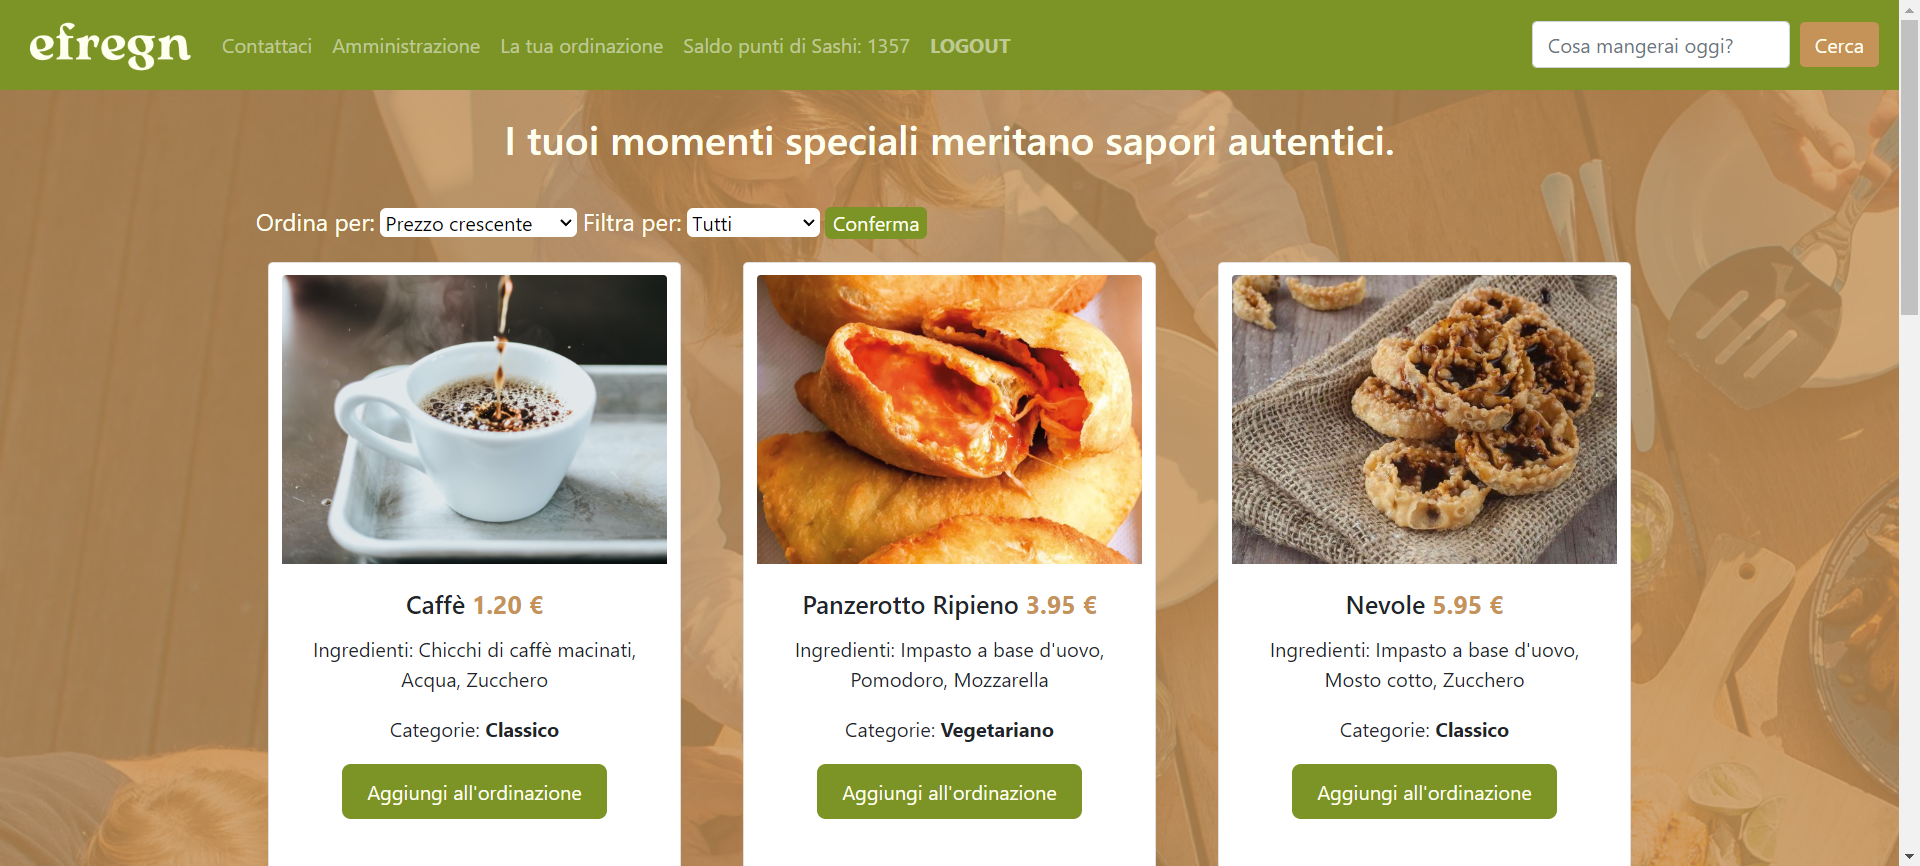 efregn Contattaci Amministrazione La tua ordinazione Saldo punti di Sashi: 1357 LOGOUT Cosa mangerai oggi? Cerca
I tuoi momenti speciali meritano sapori autentici.
Ordina per: Prezzo crescente Filtra per: Tutti Conferma
Caffè 1.20 €
Ingredienti: Chicchi di caffè macinati,
Acqua, Zucchero
Categorie: Classico
Aggiungi all'ordinazione
Panzerotto Ripieno 3.95 €
Ingredienti: Impasto a base d'uovo,
Pomodoro, Mozzarella
Categorie: Vegetariano
Aggiungi all'ordinazione
Nevole 5.95 €
Ingredienti: Impasto a base d'uovo,
Mosto cotto, Zucchero
Categorie: Classico
Aggiungi all'ordinazione